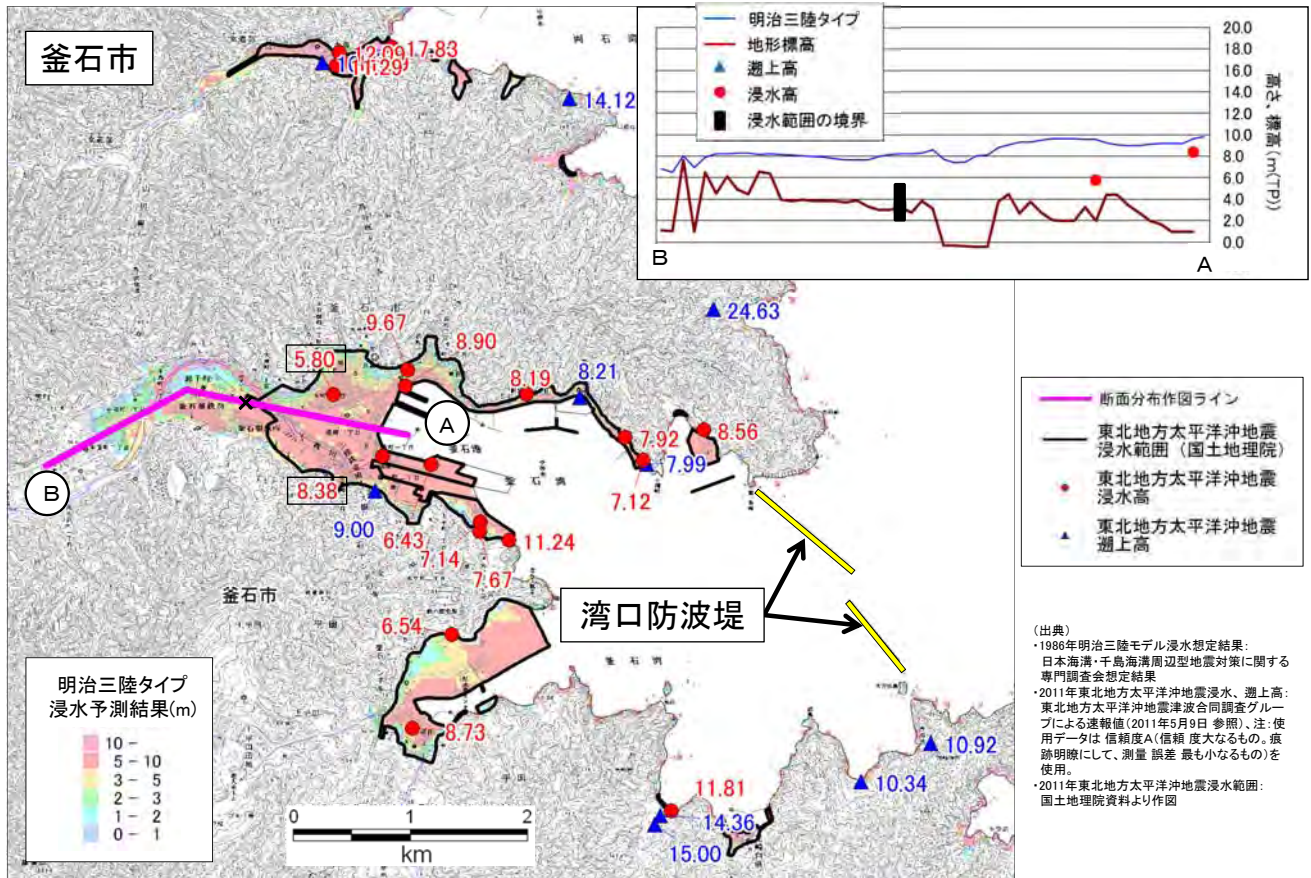 釜石市
12.09
17.83
11.29
14.12
明治三陸タイプ
地形標高
遡上高
浸水高
浸水範囲の境界
20.0
18.0
16.0
14.0
12.0
10.0
8.0
6.0
4.0
2.0
0.0
高さ、標高(m(TP))
B
A
24.63
釜石市
9.67
8.90
5.80
8.19
8.21
A
7.92
8.56
7.99
7.12
B
8.38
9.00
6.43
7.14
11.24
7.67
釜石湾
釜石市
平田
湾口防波堤
6.54
8.73
釜石湾
10.92
10.34
11.81
14.36
15.00
断面分布作図ライン
東北地方太平洋沖地震
浸水範囲(国土地理院)
東北地方太平洋沖地震
浸水高
東北地方太平洋沖地震
遡上高
(出典)
・1986年明治三陸モデル浸水想定結果:
日本海溝・千島海溝周辺型地震対策に関する
専門調査会想定結果
・2011年東北地方太平洋沖地震浸水、遡上高:
東北地方太平洋沖地震津波合同調査グルー
プによる速報値(2011年5月9日 参照)、注:使
用データは 信頼度A(信頼 度大なるもの。痕
跡明瞭にして、測量 誤差 最も小なるもの)を
使用。
・2011年東北地方太平洋沖地震浸水範囲:
国土地理院資料より作図
明治三陸タイプ
浸水予測結果(m)
10 -
5 - 10
3 - 5
2 - 3
1 - 2
0 - 1
0 1 2
km